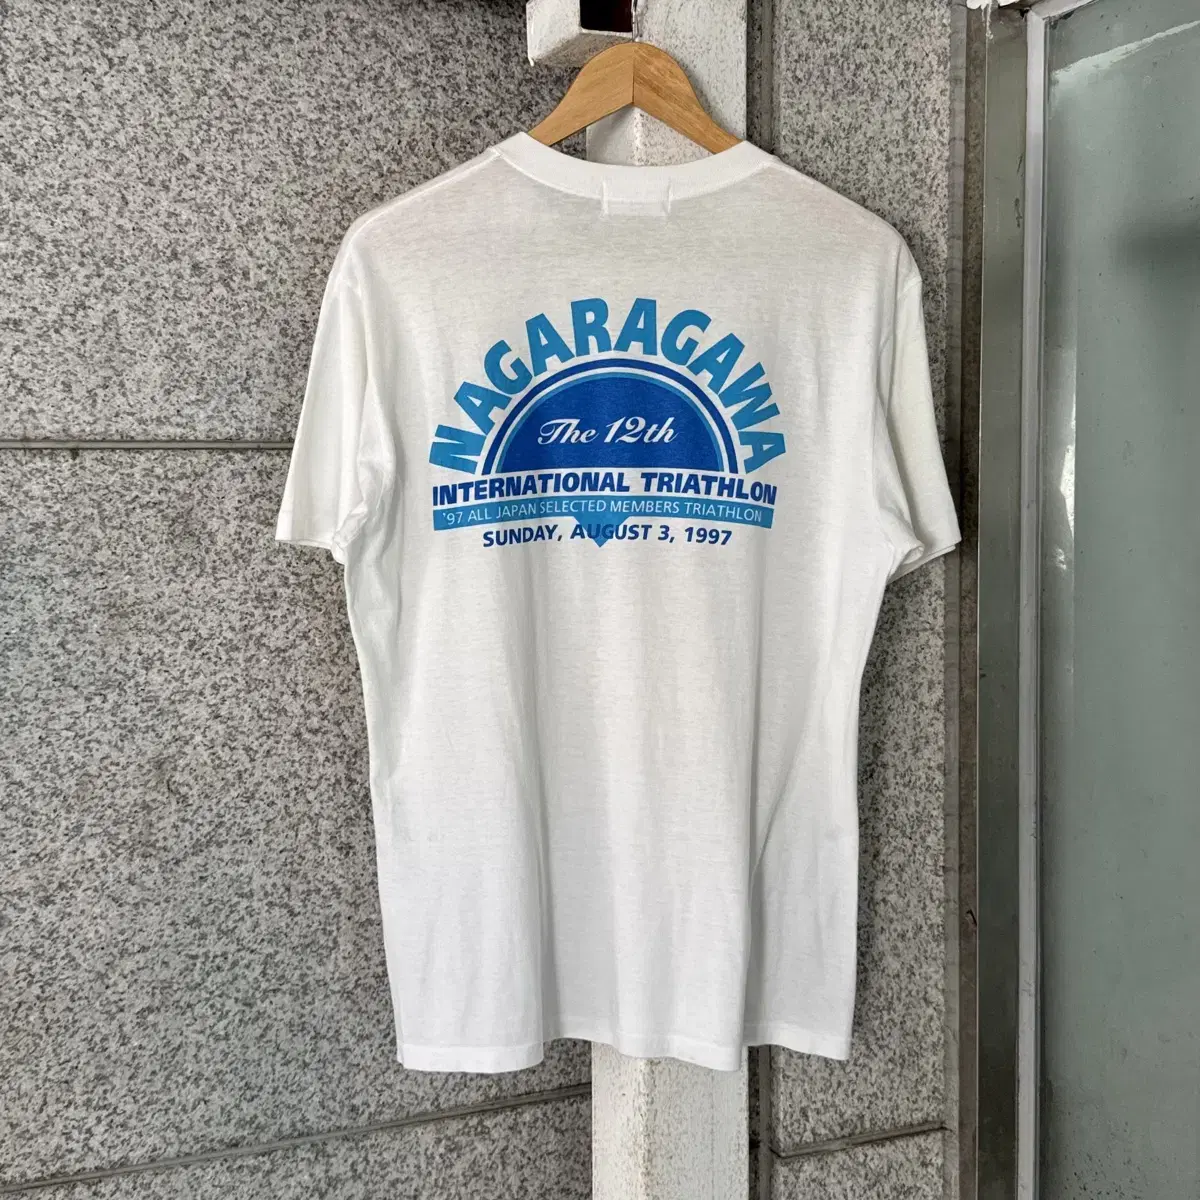 NAGARAGAWA
The 12th
INTERNATIONAL TRIATHLON
'97 ALL JAPAN SELECTED MEMBERS TRIATHLON
SUNDAY, AUGUST 3, 1997